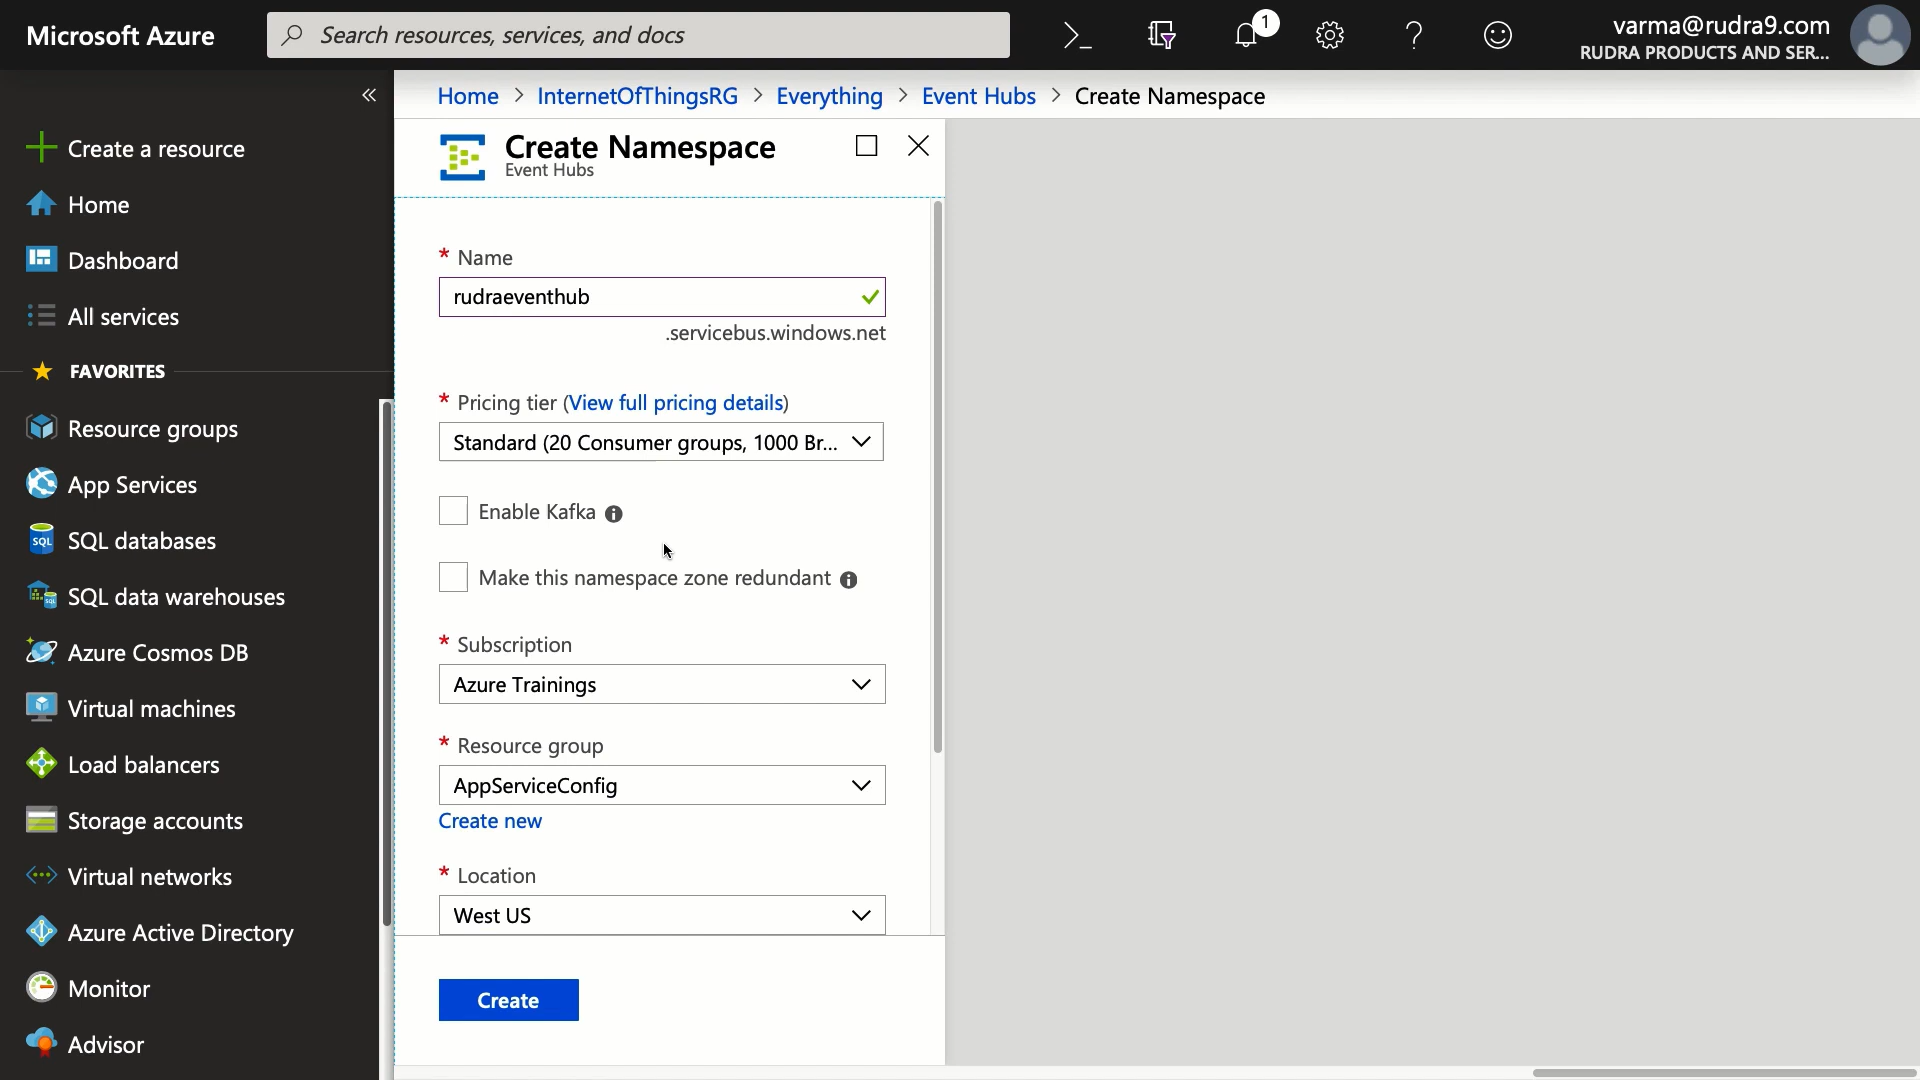 Microsoft Azure
Search resources, services, and docs
1
varma@rudra9.com
RUDRA PRODUCTS AND SER...
Home > InternetOfThingsRG > Everything > Event Hubs > Create Namespace
Create a resource
Home
Dashboard
All services
FAVORITES
Resource groups
App Services
SQL databases
SQL data warehouses
Azure Cosmos DB
Virtual machines
Load balancers
Storage accounts
Virtual networks
Azure Active Directory
Monitor
Advisor
Create Namespace
Event Hubs
* Name
rudraeventhub
.servicebus.windows.net
* Pricing tier (View full pricing details)
Standard (20 Consumer groups, 1000 Br...
Enable Kafka
Make this namespace zone redundant
* Subscription
Azure Trainings
* Resource group
AppServiceConfig
Create new
* Location
West US
Create